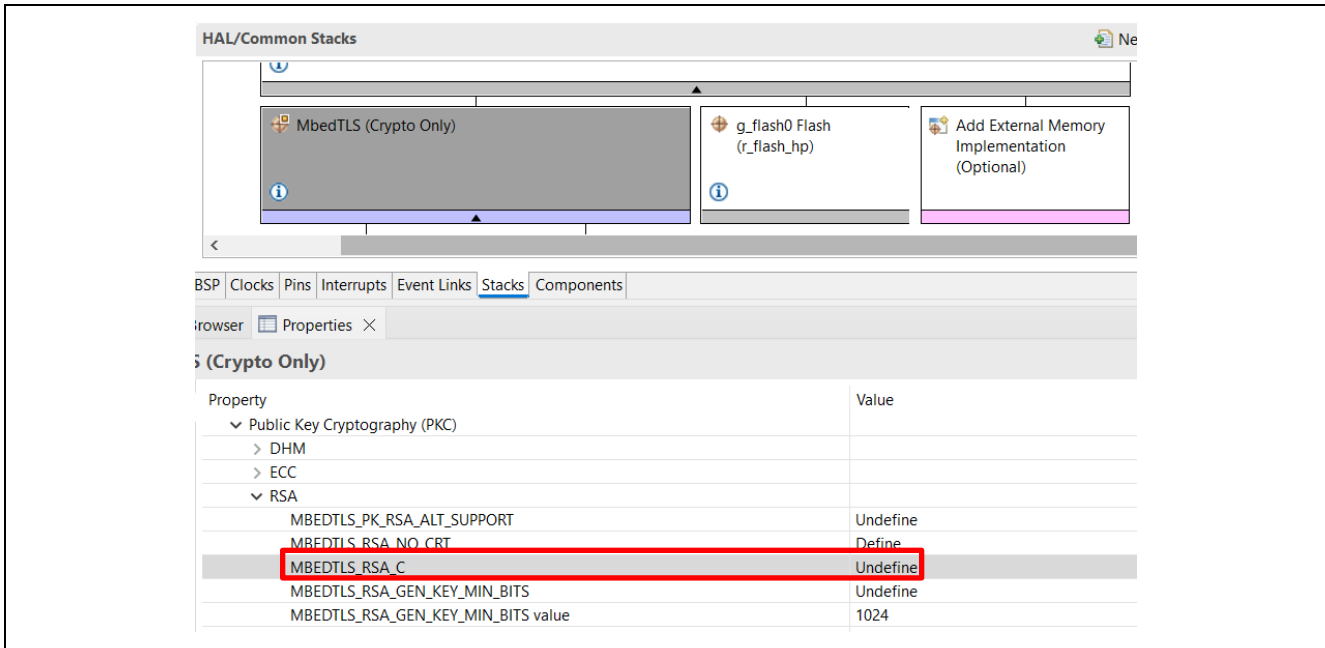 HAL/Common Stacks Ne
MbedTLS (Crypto Only)
g_flash0 Flash
(r_flash_hp)
Add External Memory
Implementation
(Optional)
BSP Clocks Pins Interrupts Event Links Stacks Components
rowser Properties
(Crypto Only)
Property Value
Public Key Cryptography (PKC)
DHM
ECC
RSA
MBEDTLS_PK_RSA_ALT_SUPPORT Undefine
MBEDTLS_RSA_NO_CRT Define
MBEDTLS_RSA_C Undefine
MBEDTLS_RSA_GEN_KEY_MIN_BITS Undefine
MBEDTLS_RSA_GEN_KEY_MIN_BITS value 1024